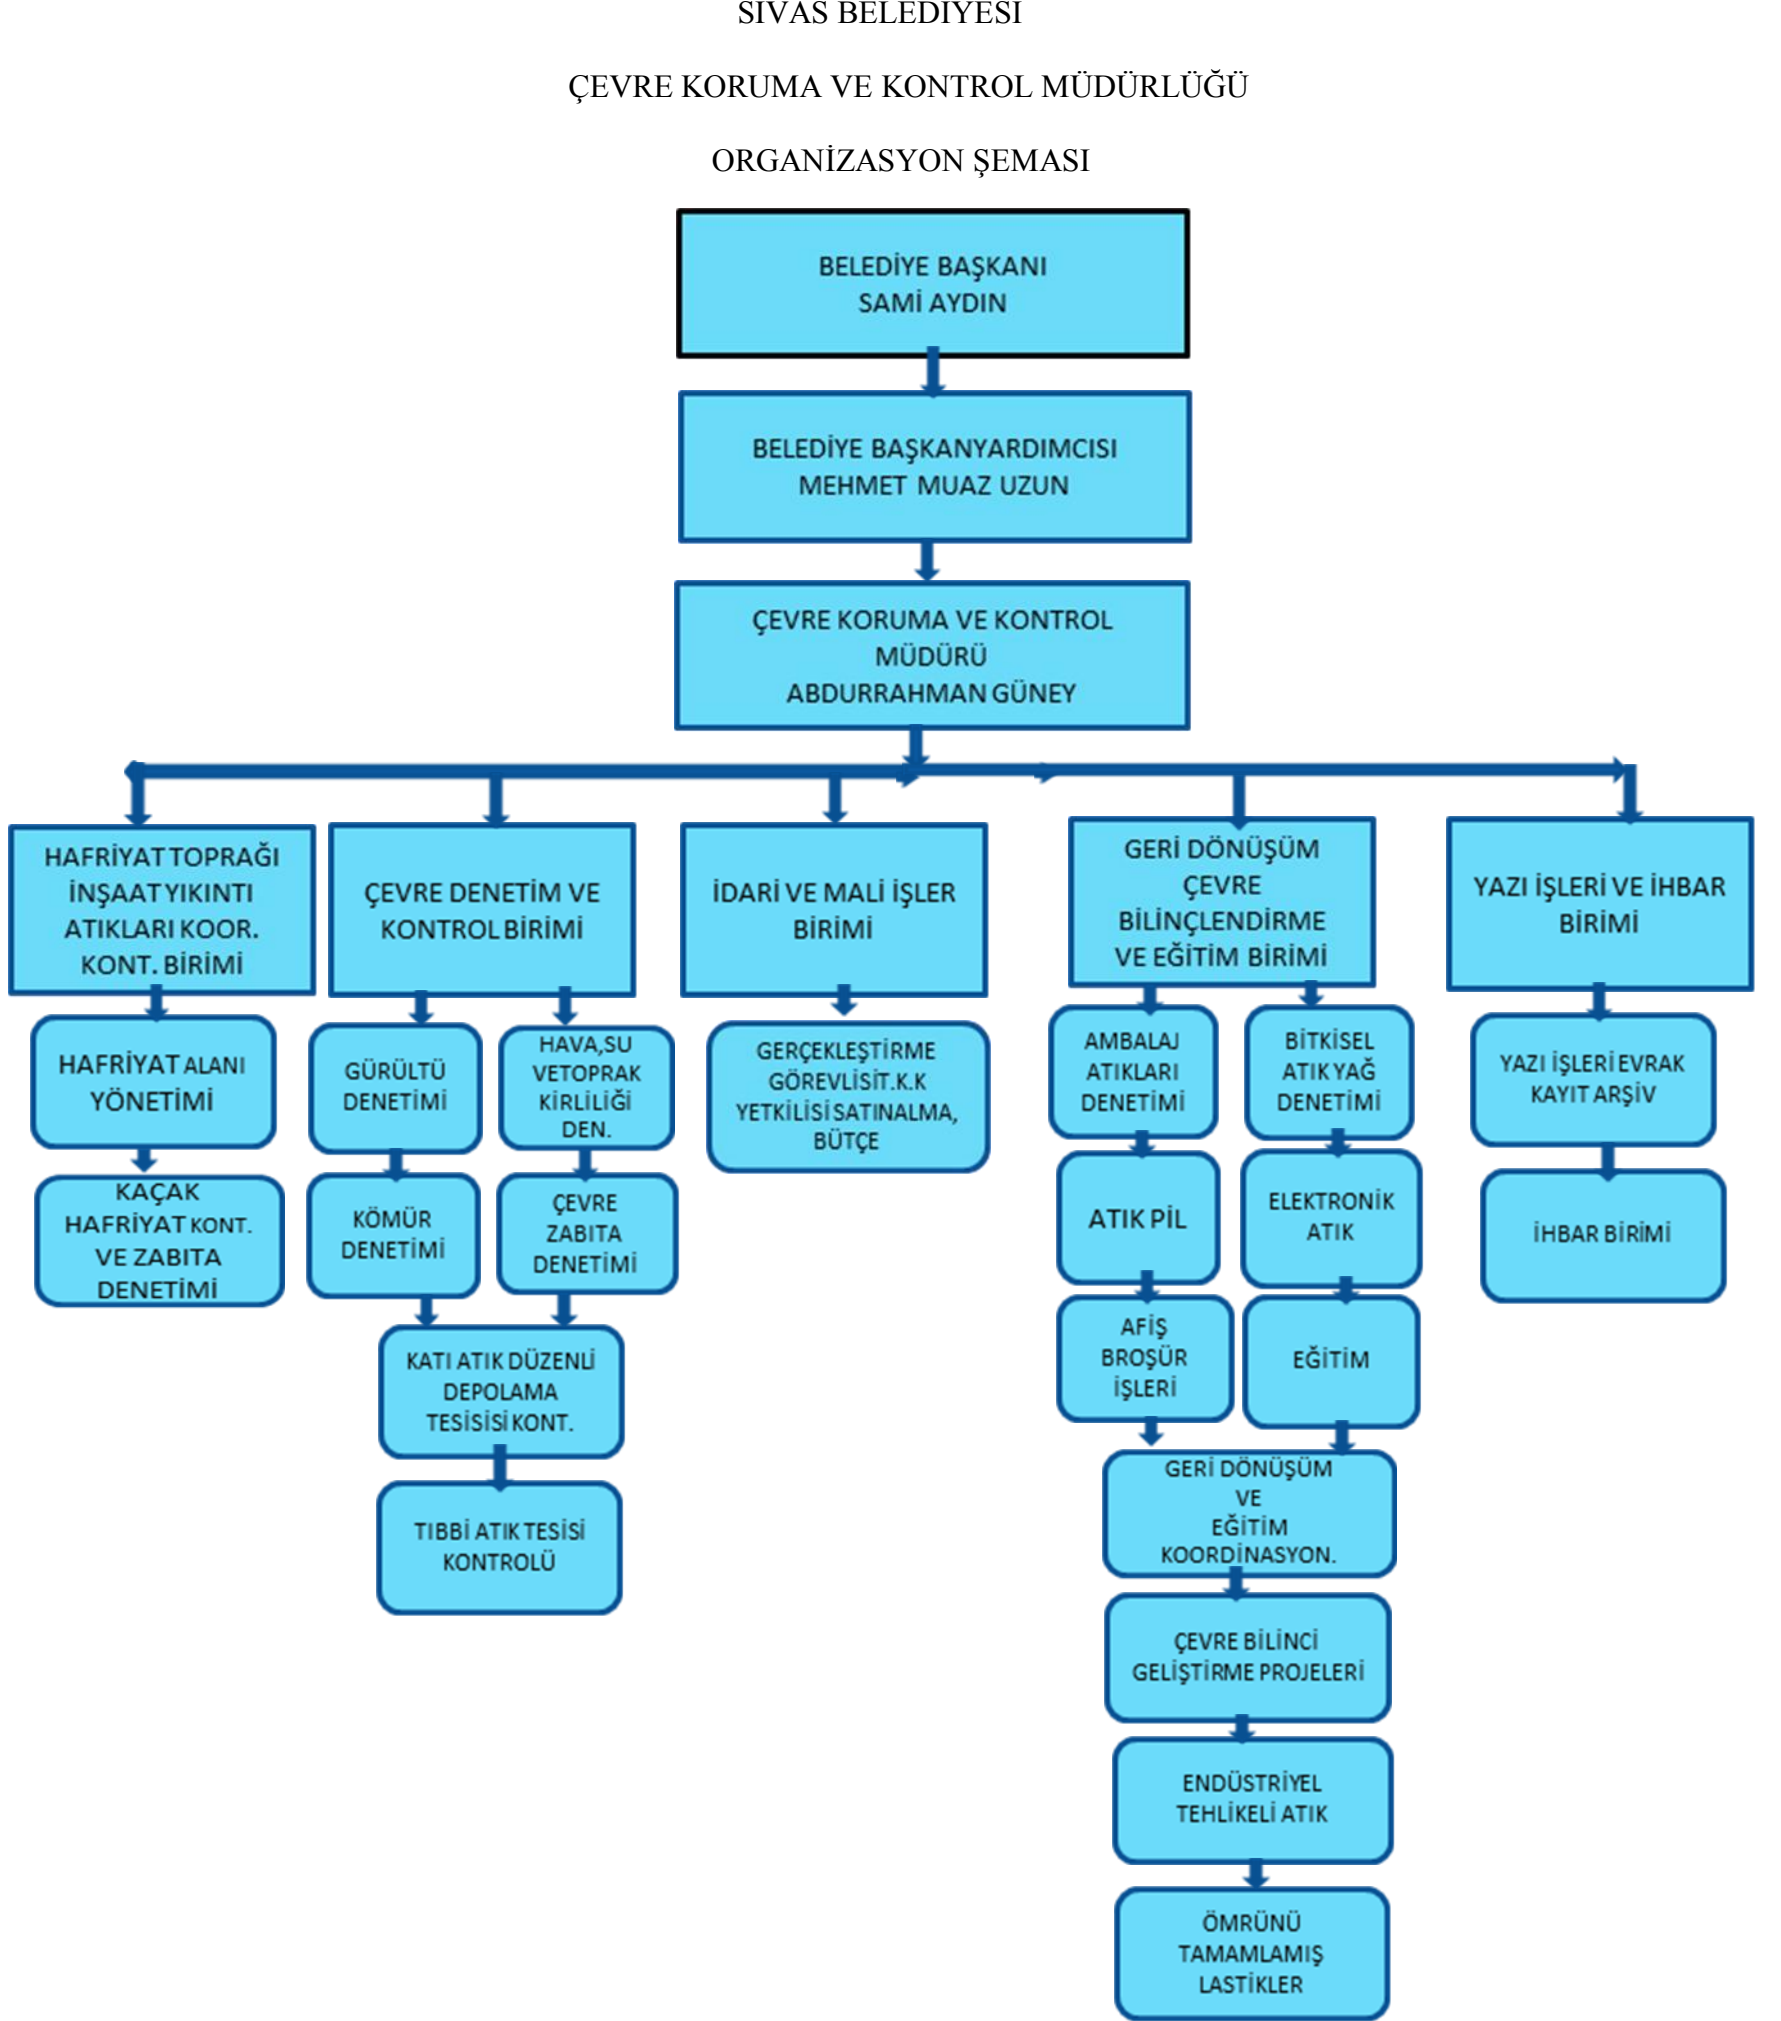 SİVAS BELEDİYESİ
ÇEVRE KORUMA VE KONTROL MÜDÜRLÜĞÜ
ORGANİZASYON ŞEMASI
BELEDİYE BAŞKANI
SAMİ AYDIN
BELEDİYE BAŞKANYARDIMCISI
MEHMET MUAZ UZUN
ÇEVRE KORUMA VE KONTROL
MÜDÜRÜ
ABDURRAHMAN GÜNEY
HAFRİYAT TOPRAĞI
İNŞAAT YIKINTI
ATIKLARI KOOR.
KONT. BİRİMİ
ÇEVRE DENETİM VE
KONTROL BİRİMİ
İDARİ VE MALİ İŞLER
BİRİMİ
GERİ DÖNÜŞÜM
ÇEVRE
BİLİNÇLENDİRME
VE EĞİTİM BİRİMİ
YAZI İŞLERİ VE İHBAR
BİRİMİ
HAFRİYAT ALANI
YÖNETİMİ
KAÇAK
HAFRİYAT KONT.
VE ZABITA
DENETİMİ
GÜRÜLTÜ
DENETİMİ
HAVA,SU
VETOPRAK
KİRLİLİĞİ
DEN.
KÖMÜR
DENETİMİ
ÇEVRE
ZABITA
DENETİMİ
KATI ATIK DÜZENLİ
DEPOLAMA
TESİSİSİ KONT.
TIBBİ ATIK TESİSİ
KONTROLÜ
GERÇEKLEŞTİRME
GÖREVLİSİT.K.K
YETKİLİSİ SATINALMA,
BÜTÇE
AMBALAJ
ATIKLARI
DENETİMİ
BİTKİSEL
ATIK YAĞ
DENETİMİ
ATIK PİL
ELEKTRONİK
ATIK
AFİŞ
BROŞÜR
İŞLERİ
EĞİTİM
GERİ DÖNÜŞÜM
VE
EĞİTİM
KOORDİNASYON.
ÇEVRE BİLİNCİ
GELİŞTİRME PROJELERİ
ENDÜSTRİYEL
TEHLİKELİ ATIK
ÖMRÜNÜ
TAMAMLAMIŞ
LASTİKLER
YAZI İŞLERİ EVRAK
KAYIT ARŞİV
İHBAR BİRİMİ